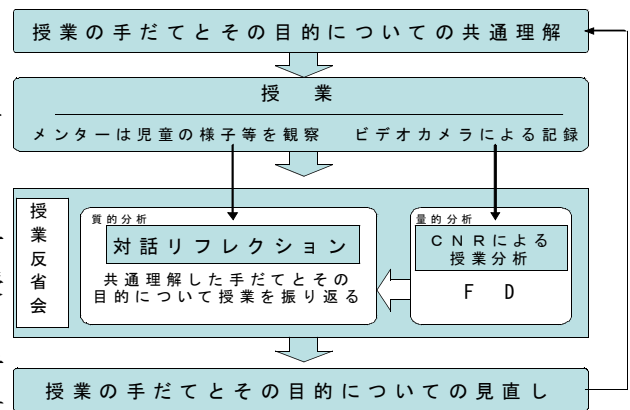 授業の手だてとその目的についての共通理解
授　業
メンターは児童の様子等を観察　ビデオカメラによる記録
授業反省会
質的分析
対話リフレクション
共通理解した手だてとその
目的について授業を振り返る
量的分析
CNRによる
授業分析
FD
授業の手だてとその目的についての見直し